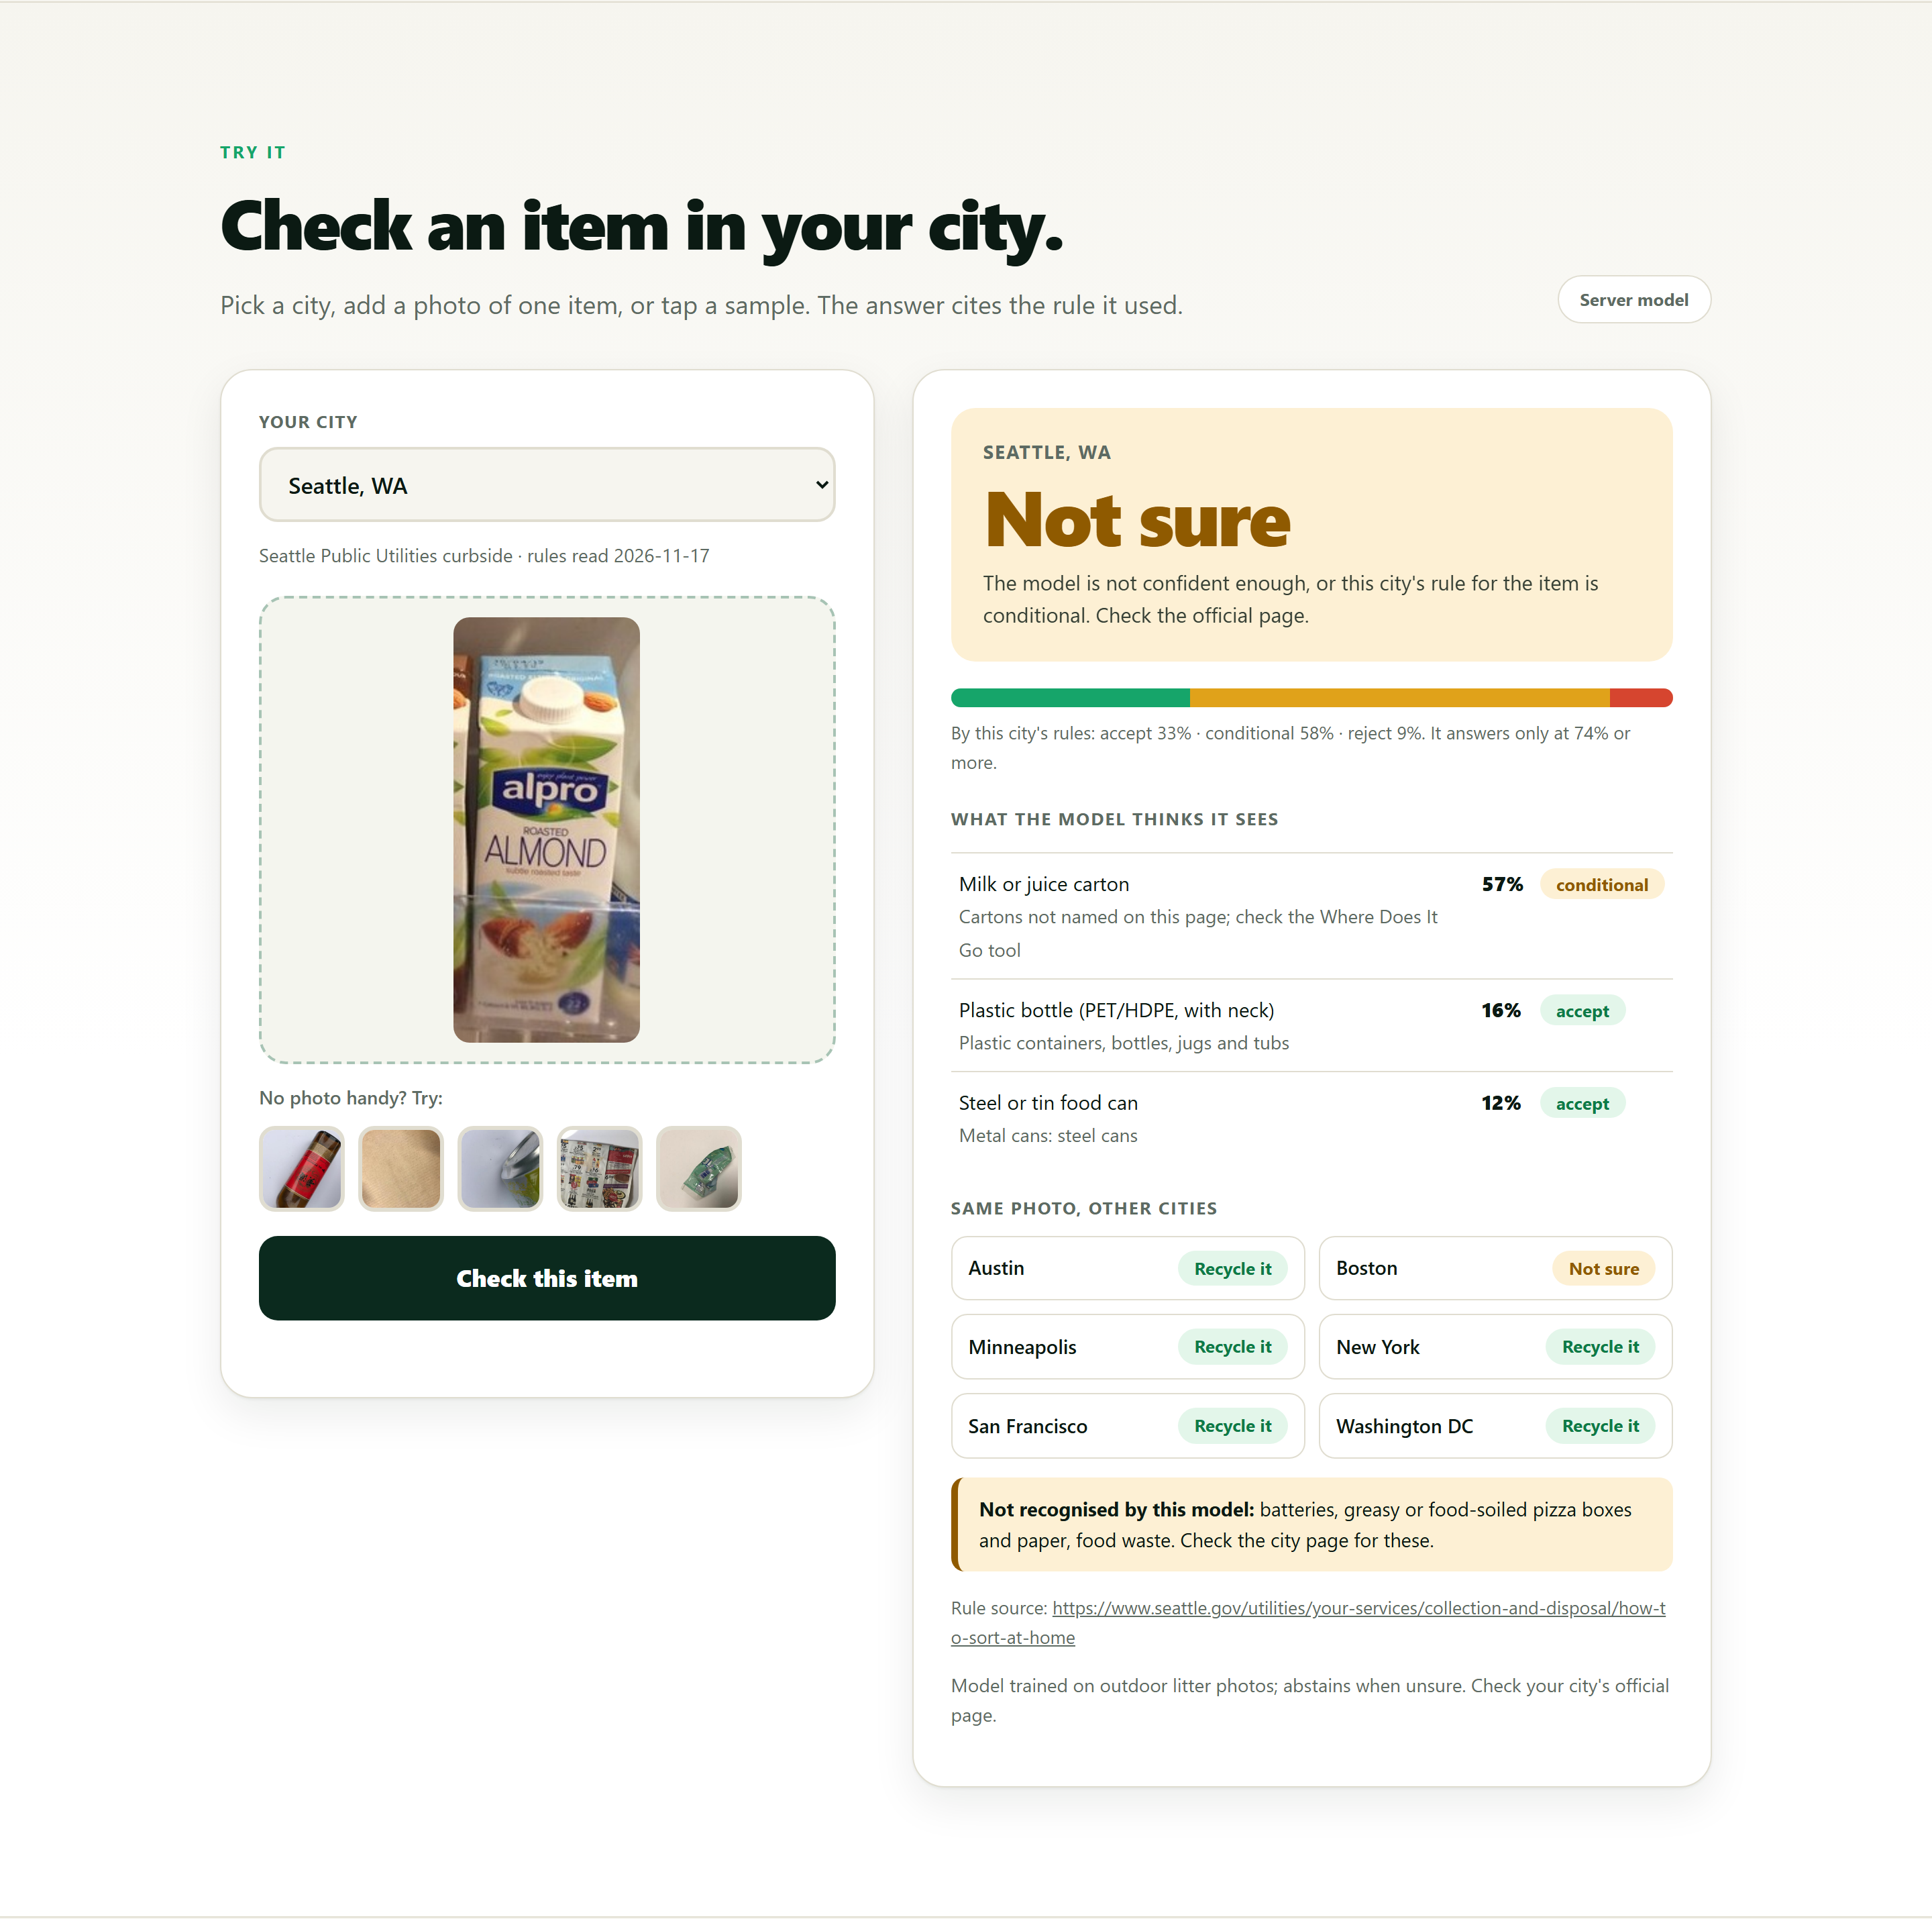 TRY IT
Check an item in your city.
Pick a city, add a photo of one item, or tap a sample. The answer cites the rule it used.
Server model
YOUR CITY
Seattle, WA
Seattle Public Utilities curbside · rules read 2026-11-17
enjoy plant power
alpro
ROASTED
ALMOND
subtle roasted taste
No photo handy? Try:
Check this item
SEATTLE, WA
Not sure
The model is not confident enough, or this city's rule for the item is
conditional. Check the official page.
By this city's rules: accept 33% · conditional 58% · reject 9%. It answers only at 74% or
more.
WHAT THE MODEL THINKS IT SEES
Milk or juice carton 57% conditional
Cartons not named on this page; check the Where Does It
Go tool
Plastic bottle (PET/HDPE, with neck) 16% accept
Plastic containers, bottles, jugs and tubs
Steel or tin food can 12% accept
Metal cans: steel cans
SAME PHOTO, OTHER CITIES
Austin Recycle it
Boston Not sure
Minneapolis Recycle it
New York Recycle it
San Francisco Recycle it
Washington DC Recycle it
Not recognised by this model: batteries, greasy or food-soiled pizza boxes
and paper, food waste. Check the city page for these.
Rule source: https://www.seattle.gov/utilities/your-services/collection-and-disposal/how-t
o-sort-at-home
Model trained on outdoor litter photos; abstains when unsure. Check your city's official
page.